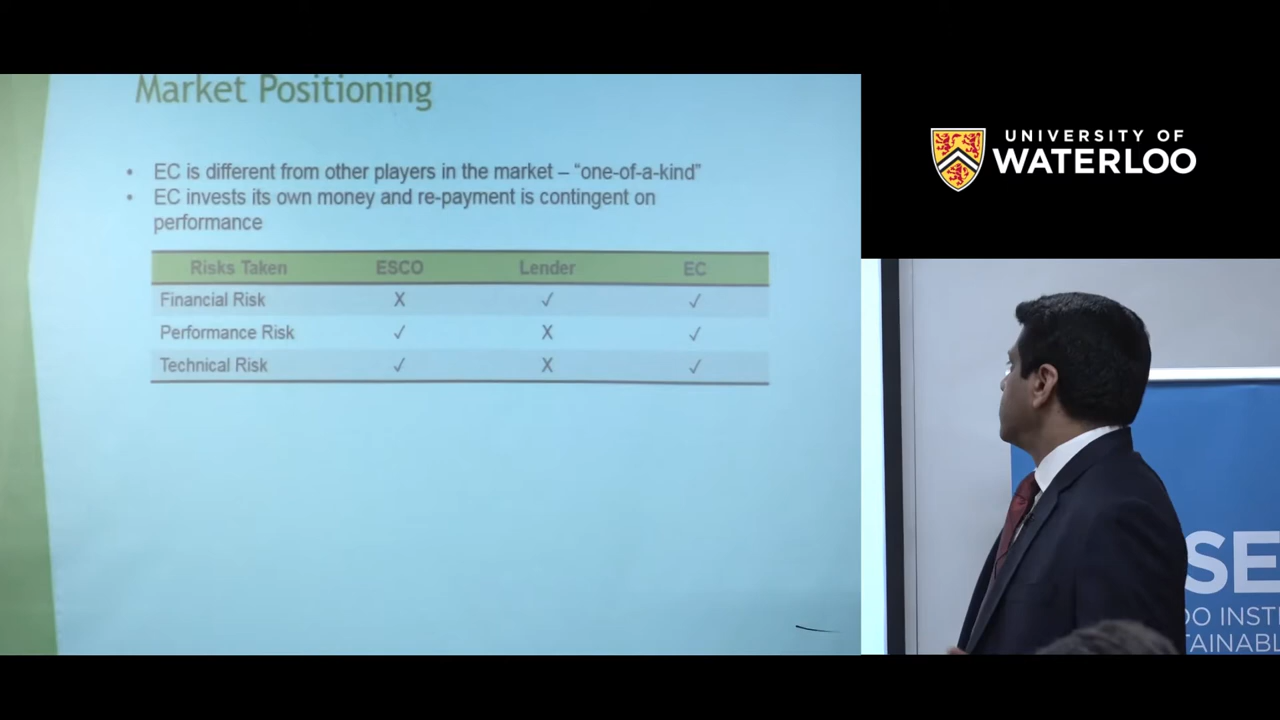 Market Positioning
• EC is different from other players in the market – “one-of-a-kind”
• EC invests its own money and re-payment is contingent on
performance
Risks Taken ESCO Lender EC
Financial Risk X ✓ ✓
Performance Risk ✓ X ✓
Technical Risk ✓ X ✓
UNIVERSITY OF
WATERLOO
SE
OO INSTI
TAINABL